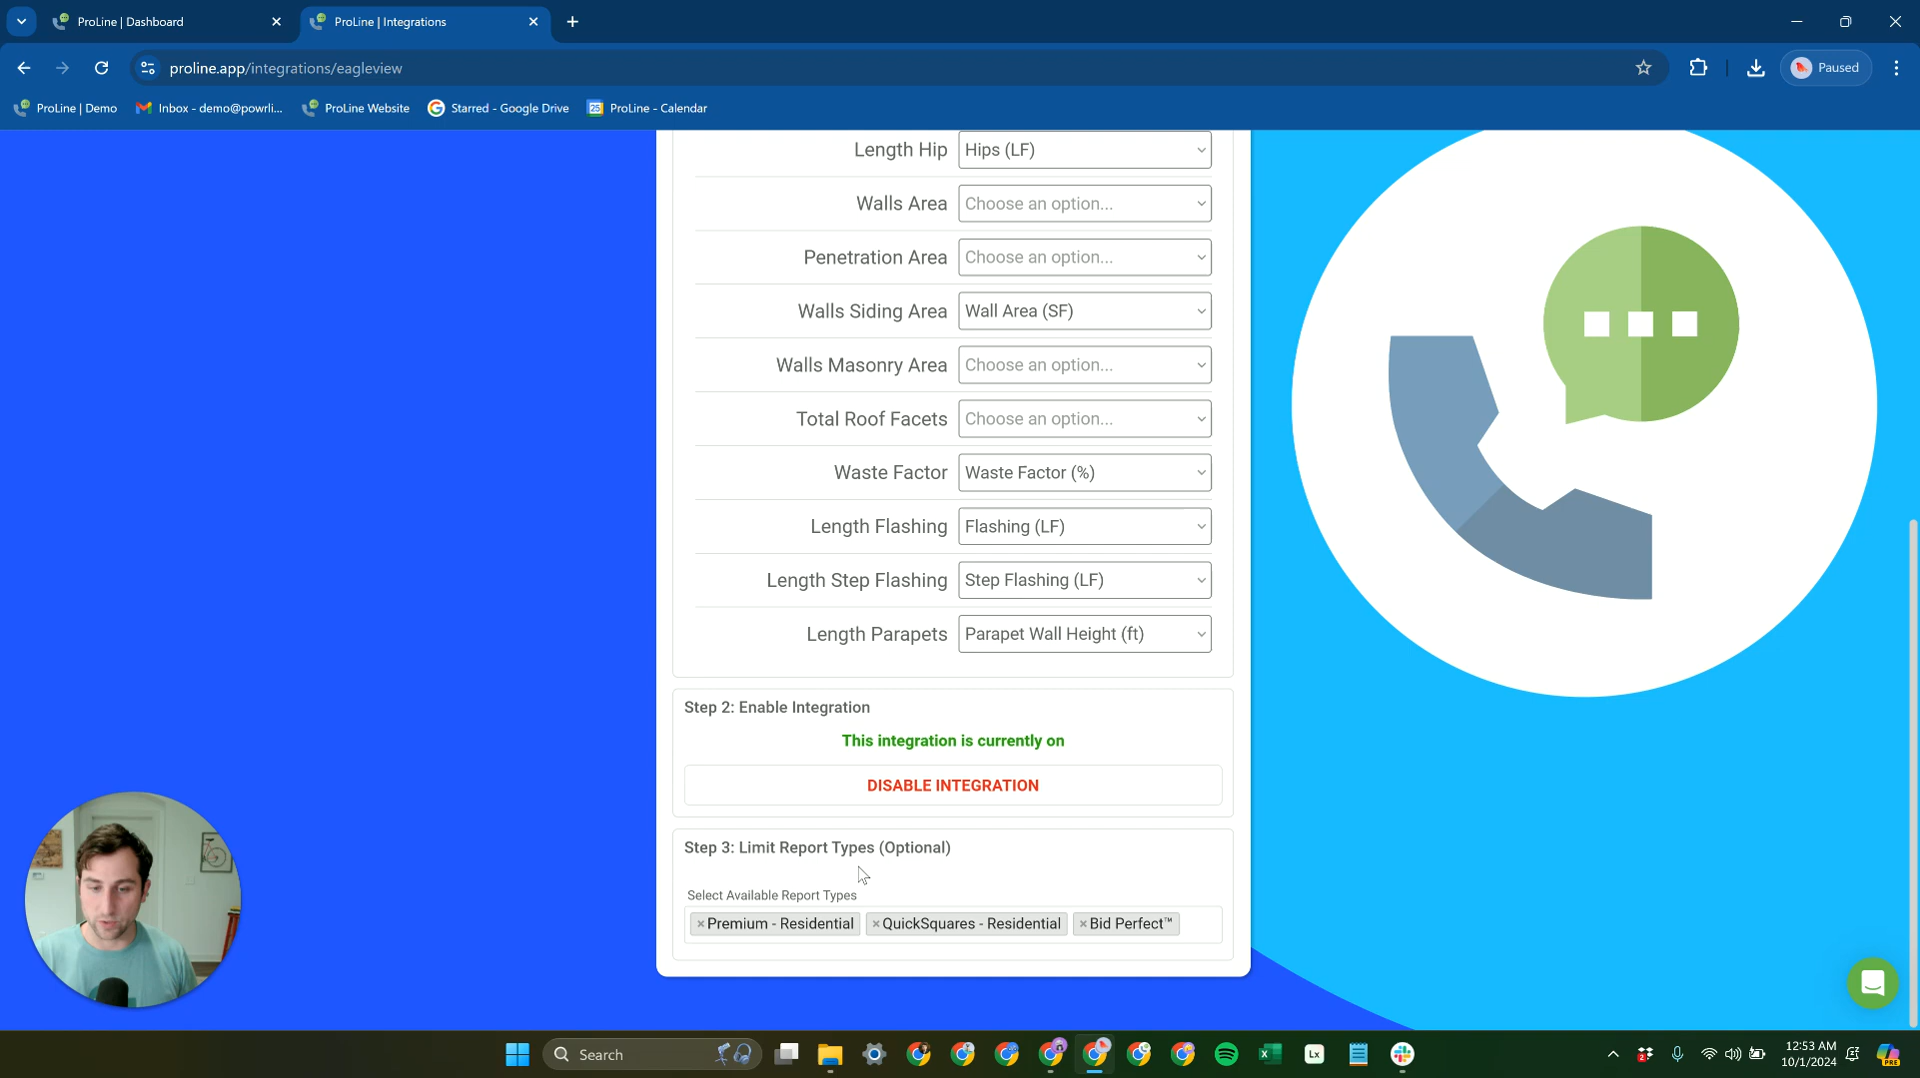 ProLine | Dashboard
ProLine | Integrations
proline.app/integrations/eagleview
Paused
ProLine | Demo
Inbox - demo@powrli...
ProLine Website
Starred - Google Drive
ProLine - Calendar
Length Hip Hips (LF)
Walls Area Choose an option...
Penetration Area Choose an option...
Walls Siding Area Wall Area (SF)
Walls Masonry Area Choose an option...
Total Roof Facets Choose an option...
Waste Factor Waste Factor (%)
Length Flashing Flashing (LF)
Length Step Flashing Step Flashing (LF)
Length Parapets Parapet Wall Height (ft)
Step 2: Enable Integration
This integration is currently on
DISABLE INTEGRATION
Step 3: Limit Report Types (Optional)
Select Available Report Types
×Premium - Residential ×QuickSquares - Residential ×Bid Perfect™
Search
Lx
12:53 AM
10/1/2024